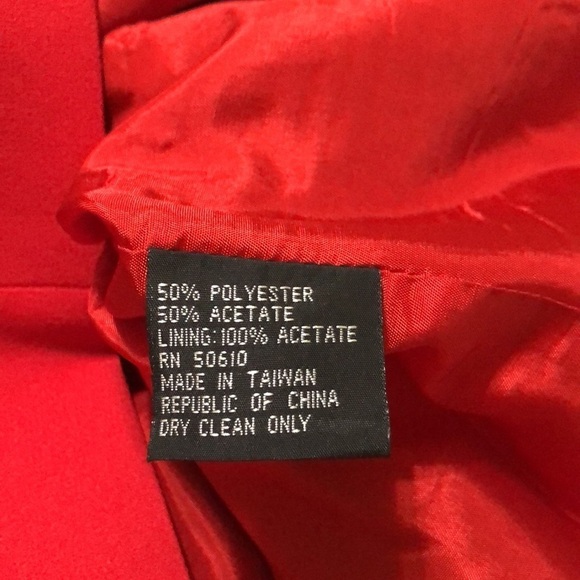 50% POLYESTER
50% ACETATE
LINING: 100% ACETATE
RN 50610
MADE IN TAIWAN
REPUBLIC OF CHINA
DRY CLEAN ONLY